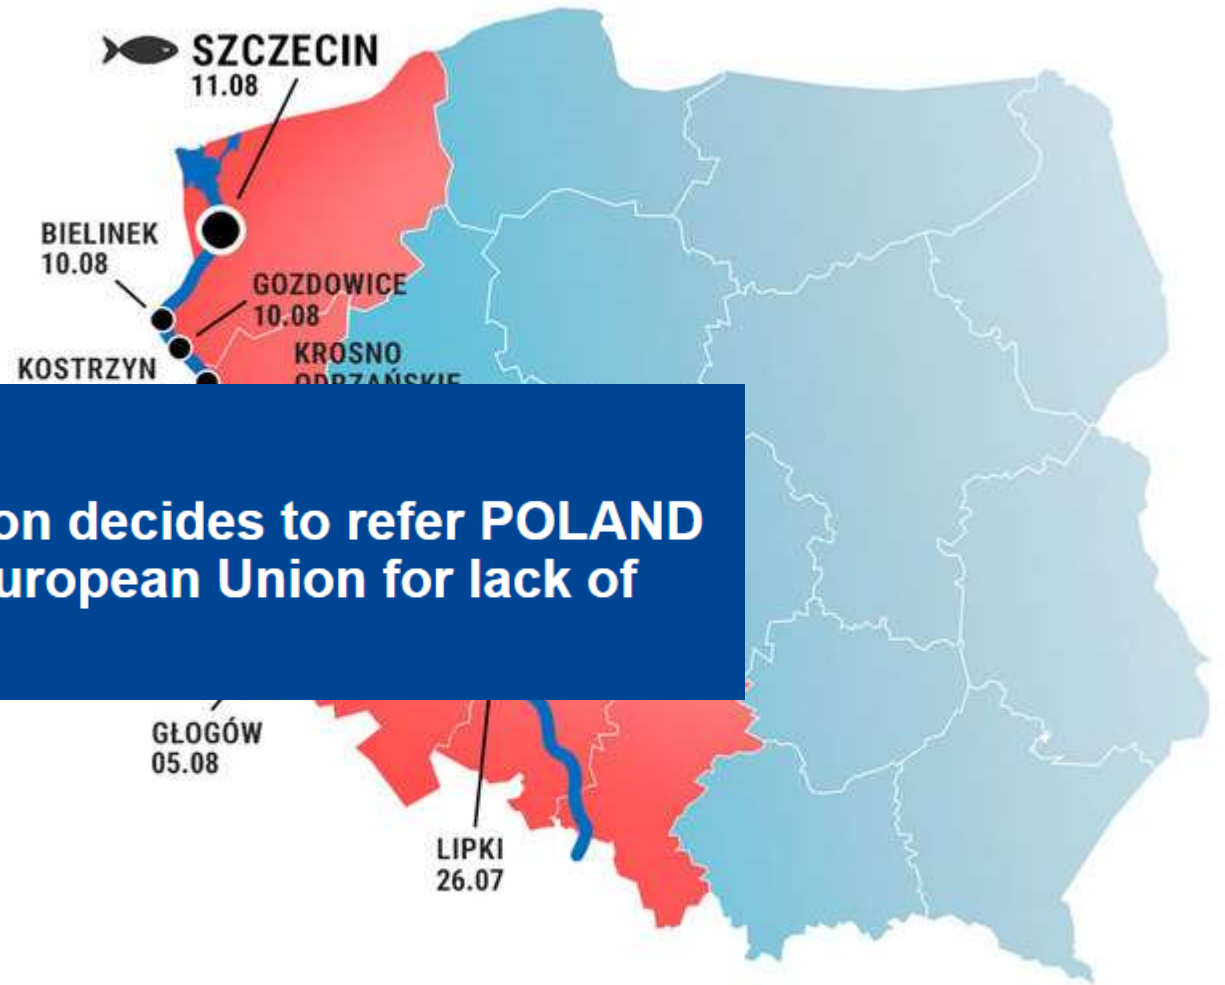 SZCZECIN
11.08
BIELINEK
10.08
GOZDOWICE
10.08
KOSTRZYN
KROSNO
ODRZAŃSKIE
on decides to refer POLAND
uropean Union for lack of
GŁOGÓW
05.08
LIPKI
26.07